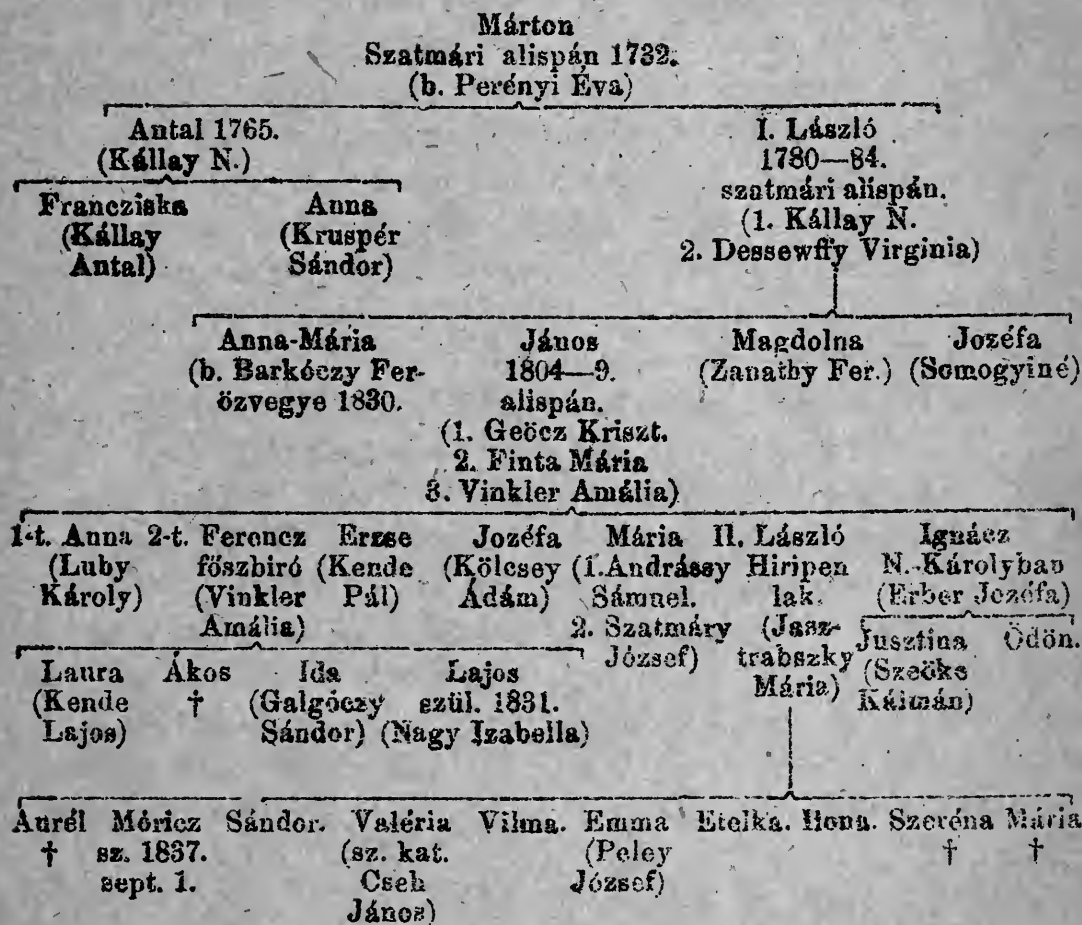 Márton
Szatmári alispán 1732.
(b. Perényi Éva)
Antal 1765. I. László
(Kállay N.) 1780—84.
szatmári alispán.
Francziska Anna (1. Kállay N.
(Kállay (Kruspér 2. Dessewffy Virginia)
Antal) Sándor)
Anna-Mária János Magdolna Jozéfa
(b. Barkóczy Fer- 1804—9. (Zanathy Fer.) (Somogyiné)
özvegye 1830. alispán.
(1. Geöcz Kriszt.
2. Finta Mária
3. Vinkler Amália)
1-t. Anna 2-t. Ferencz Erzse Jozéfa Mária II. László Ignácz
(Luby főszbiró (Kende (Kölcsey (1. Andrássy Hiripen N.-Károlyban
Károly) (Vinkler Pál) Ádám) Sámuel. lak. (Erber Jozéfa)
Amália) 2. Szatmáry (Jasz- Jusztina Ödön.
József) trabszky (Szeőke
Mária) Kálmán)
Laura Ákos Ida Lajos
(Kende † (Galgóczy szül. 1831.
Lajos) Sándor) (Nagy Izabella)
Aurél Móricz Sándor. Valéria Vilma. Emma Etelka. Ilona. Szeréna Mária
† sz. 1837. (sz. kat. (Peley † †
sept. 1. Cseh József)
János)